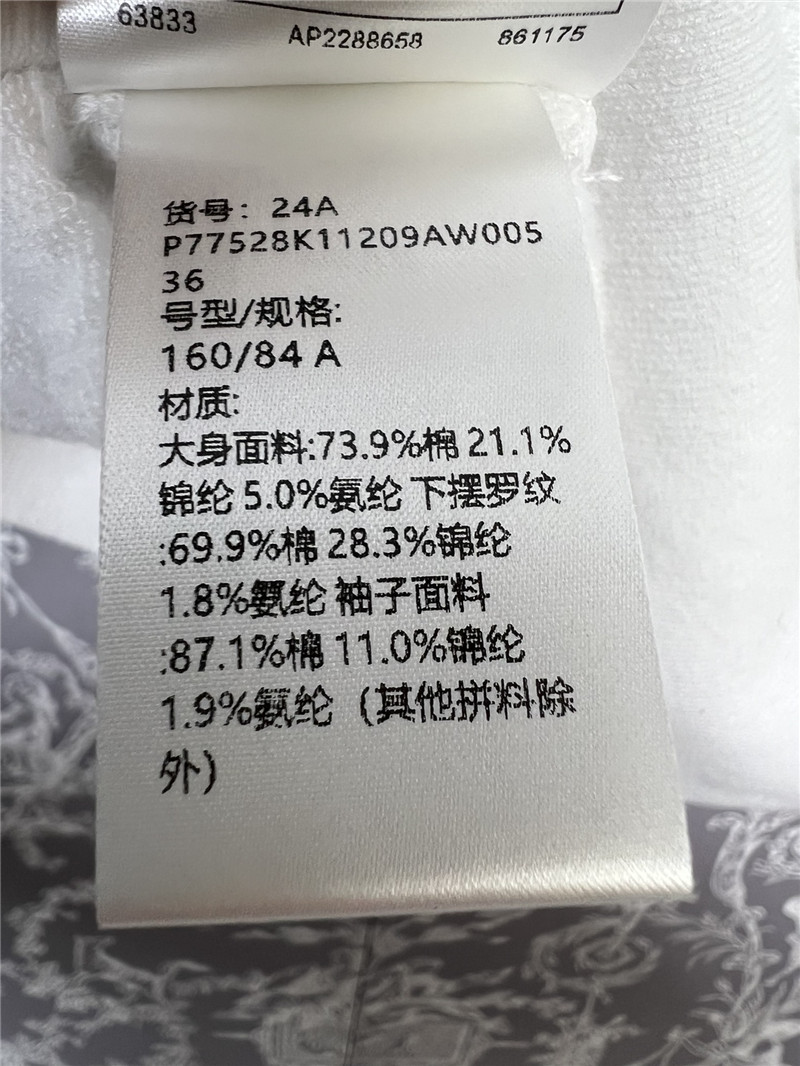 63833 AP2288658 861175
货号: 24A
P77528K11209AW005
36
号型/规格:
160/84 A
材质:
大身面料:73.9%棉 21.1%
锦纶 5.0%氨纶 下摆罗纹
:69.9%棉 28.3%锦纶
1.8%氨纶 袖子面料
:87.1%棉 11.0%锦纶
1.9%氨纶（其他拼料除
外）